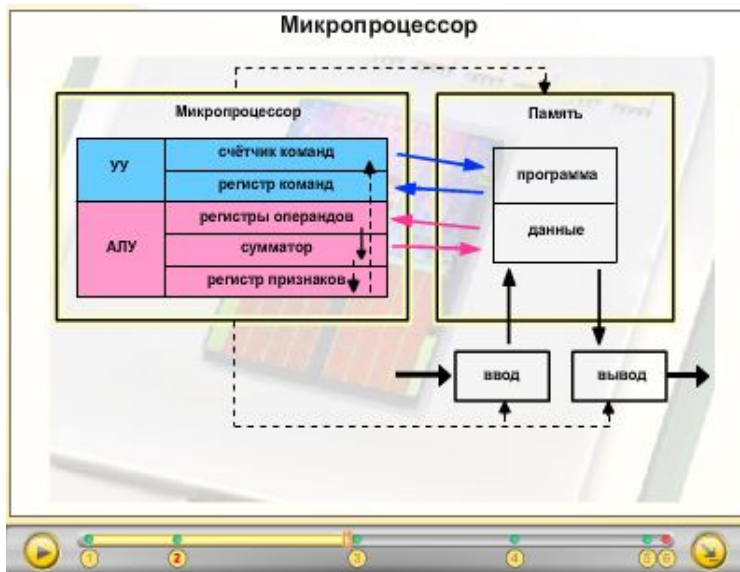 Микропроцессор
Микропроцессор
Память
УУ
счётчик команд
регистр команд
АЛУ
регистры операндов
сумматор
регистр признаков
программа
данные
ввод
вывод
1
2
3
4
5
6